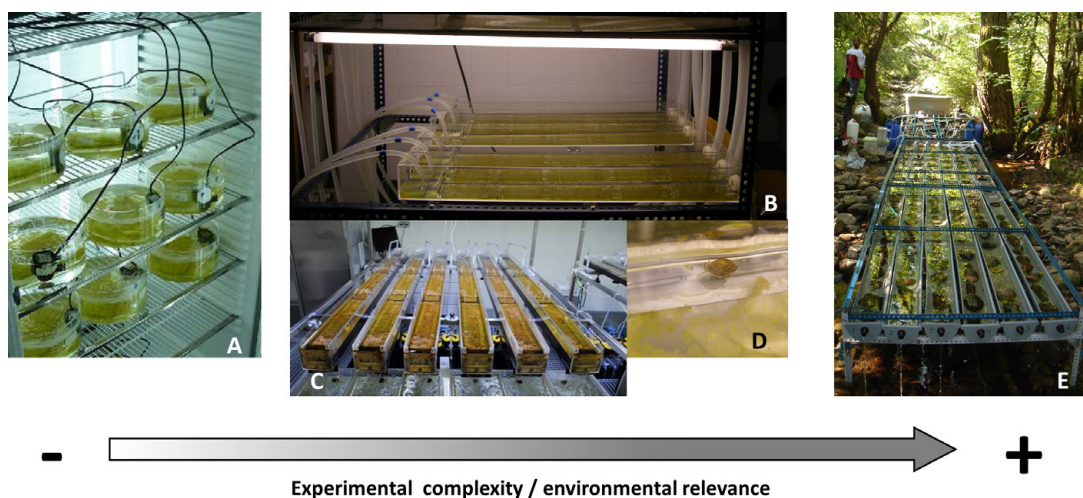 A
B
C
D
E
-
+
Experimental complexity / environmental relevance